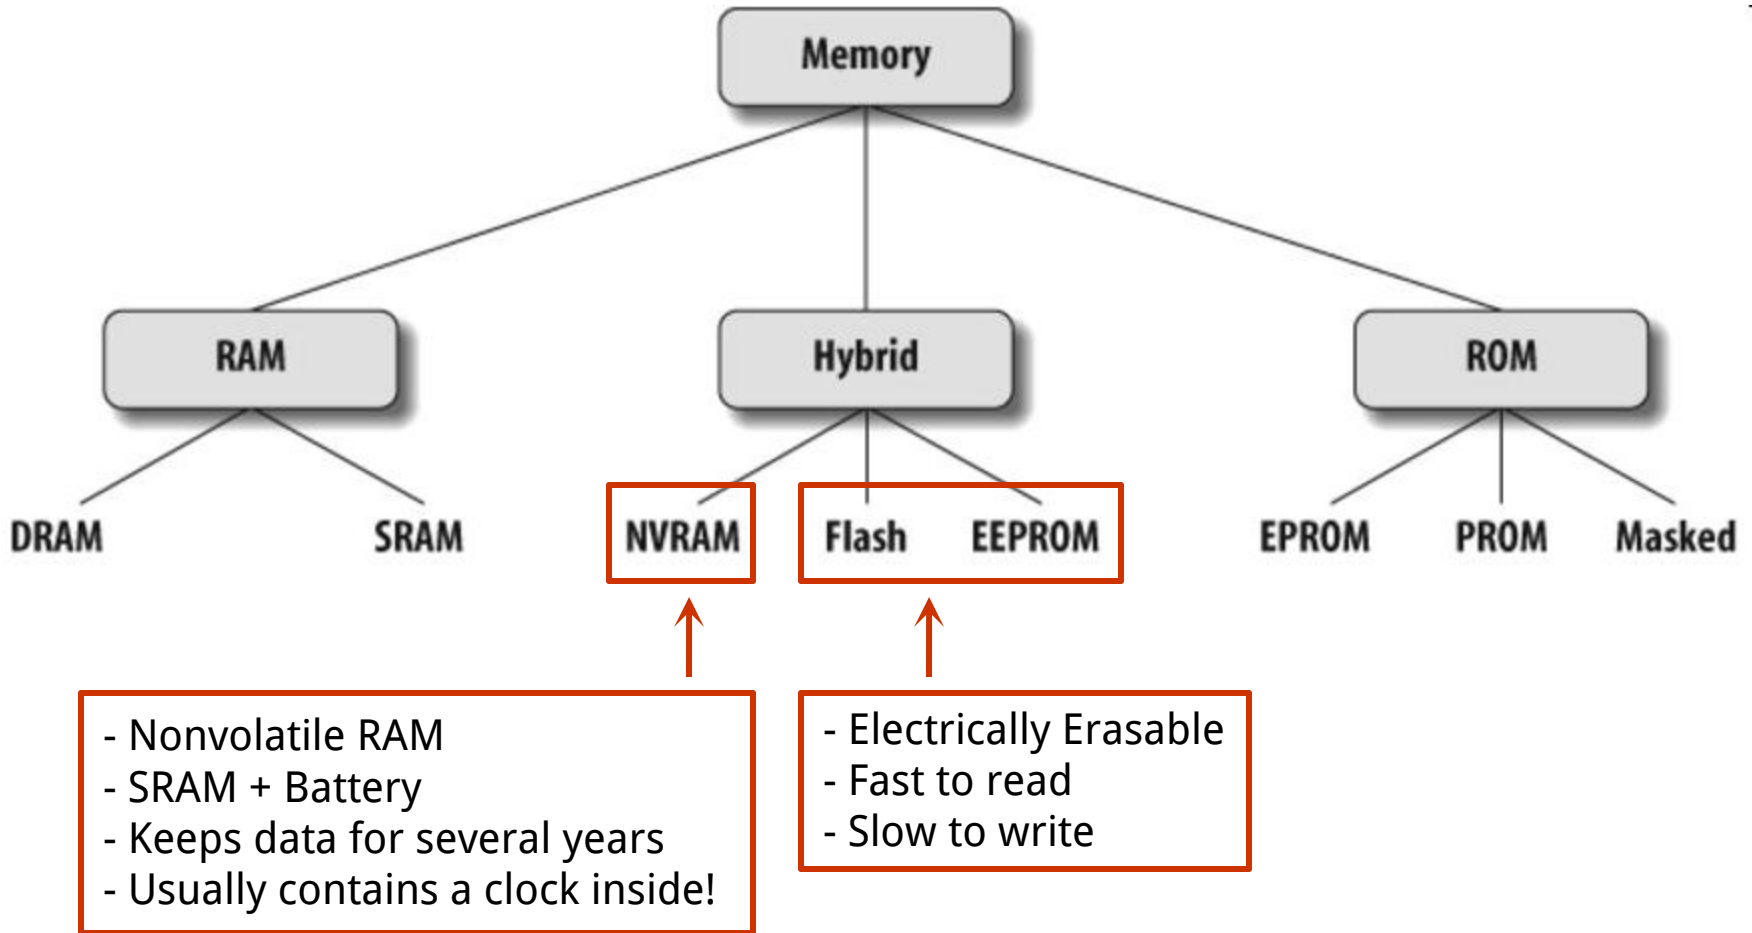 Memory
RAM
Hybrid
ROM
DRAM
SRAM
NVRAM
Flash
EEPROM
EPROM
PROM
Masked
- Nonvolatile RAM
- SRAM + Battery
- Keeps data for several years
- Usually contains a clock inside!
- Electrically Erasable
- Fast to read
- Slow to write